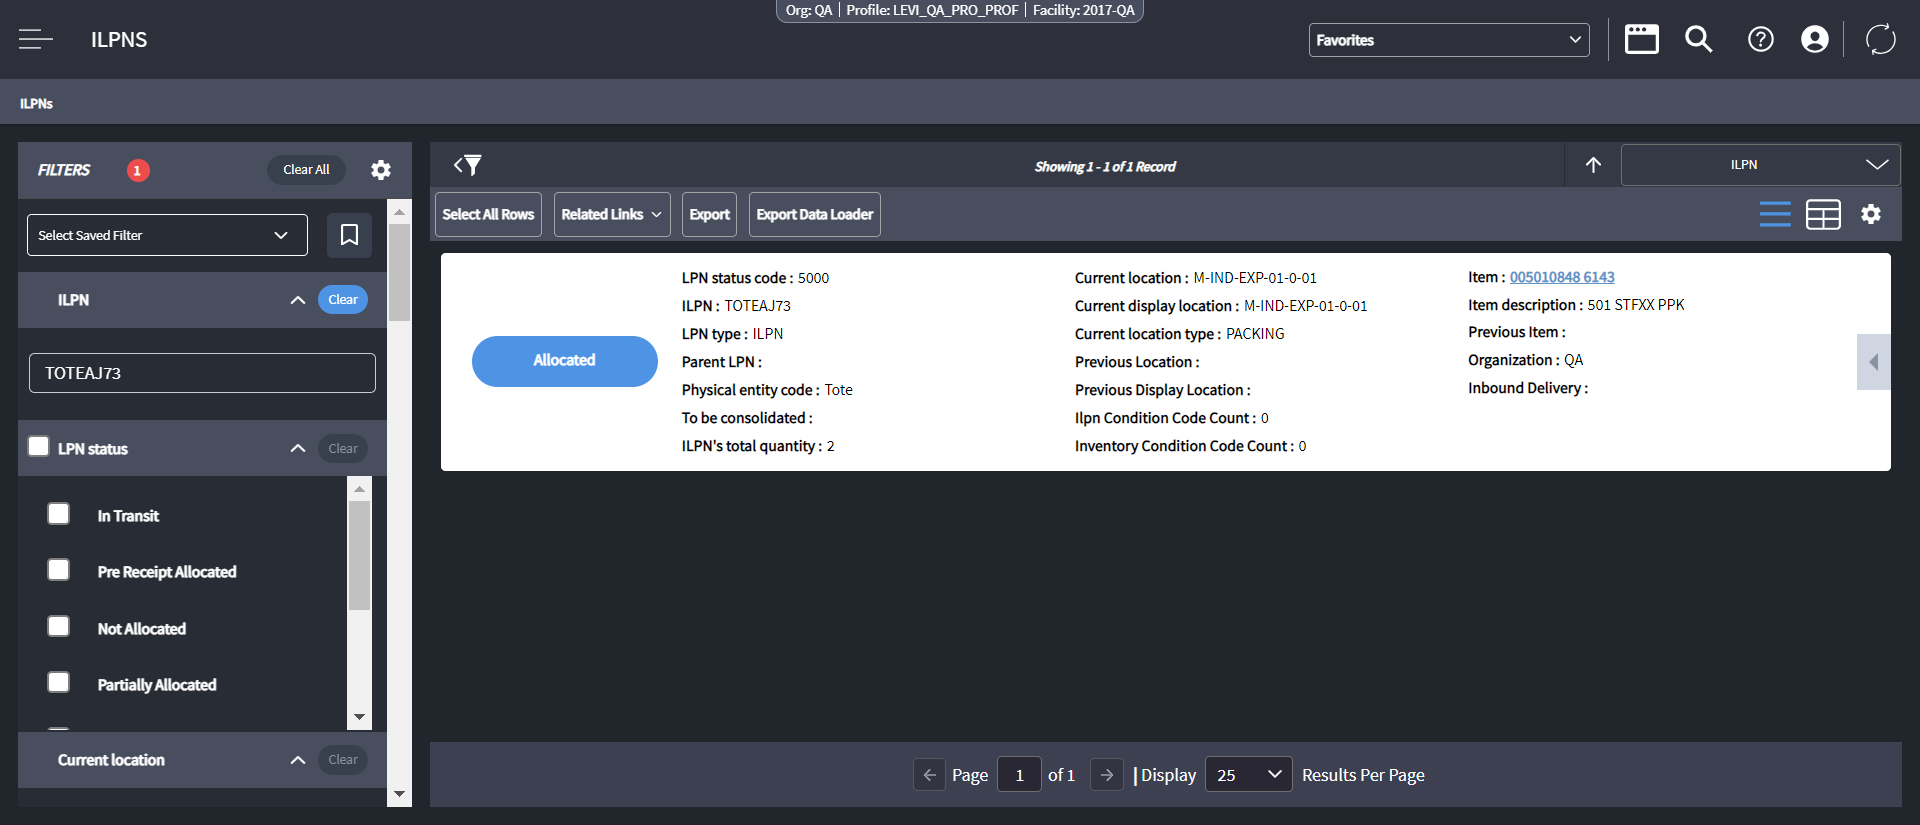 Org: QA | Profile: LEVI_QA_PRO_PROF | Facility: 2017-QA
ILPNS
Favorites
ILPNs
FILTERS 1 Clear All
Select Saved Filter
ILPN Clear
TOTEAJ73
LPN status Clear
In Transit
Pre Receipt Allocated
Not Allocated
Partially Allocated
Current location Clear
Showing 1 - 1 of 1 Record
ILPN
Select All Rows Related Links Export Export Data Loader
Allocated
LPN status code : 5000
ILPN : TOTEAJ73
LPN type : ILPN
Parent LPN :
Physical entity code : Tote
To be consolidated :
ILPN's total quantity : 2
Current location : M-IND-EXP-01-0-01
Current display location : M-IND-EXP-01-0-01
Current location type : PACKING
Previous Location :
Previous Display Location :
Ilpn Condition Code Count : 0
Inventory Condition Code Count : 0
Item : 005010848 6143
Item description : 501 STFXX PPK
Previous Item :
Organization : QA
Inbound Delivery :
Page 1 of 1 | Display 25 Results Per Page